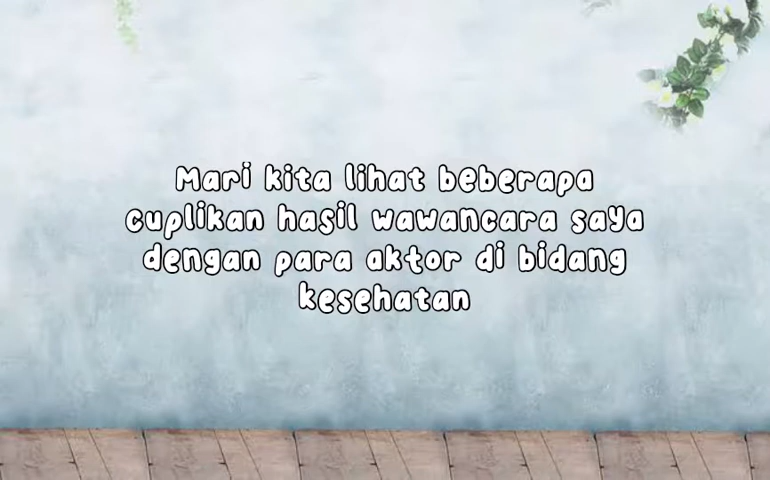 Mari kita lihat beberapa
cuplikan hasil wawancara saya
dengan para aktor di bidang
kesehatan